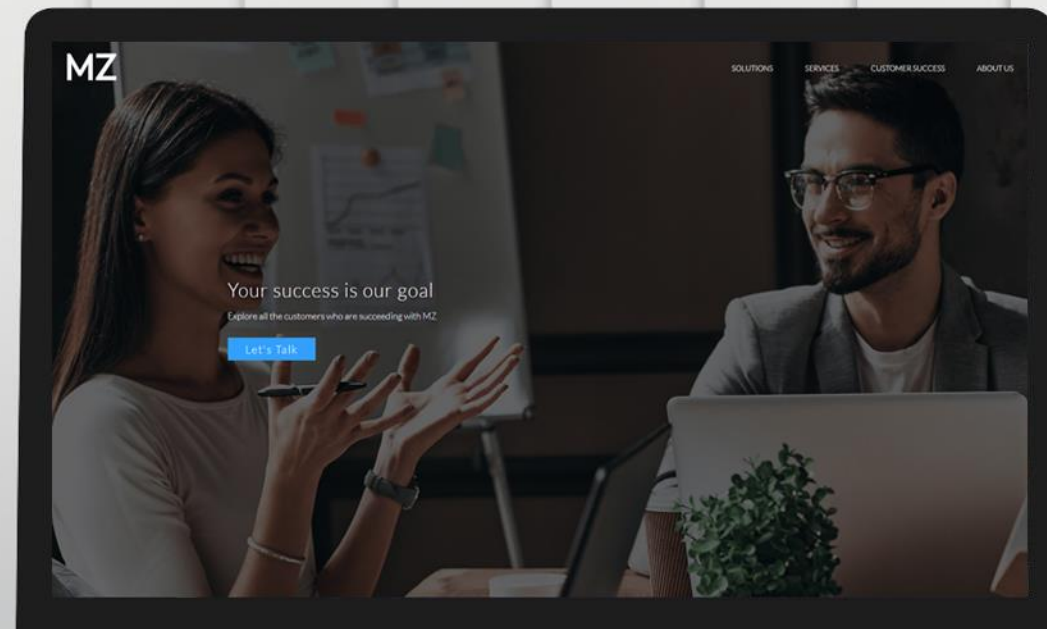 MZ
SOLUTIONS SERVICES CUSTOMER SUCCESS ABOUT US
Your success is our goal
Explore all the customers who are succeeding with MZ
Let's Talk